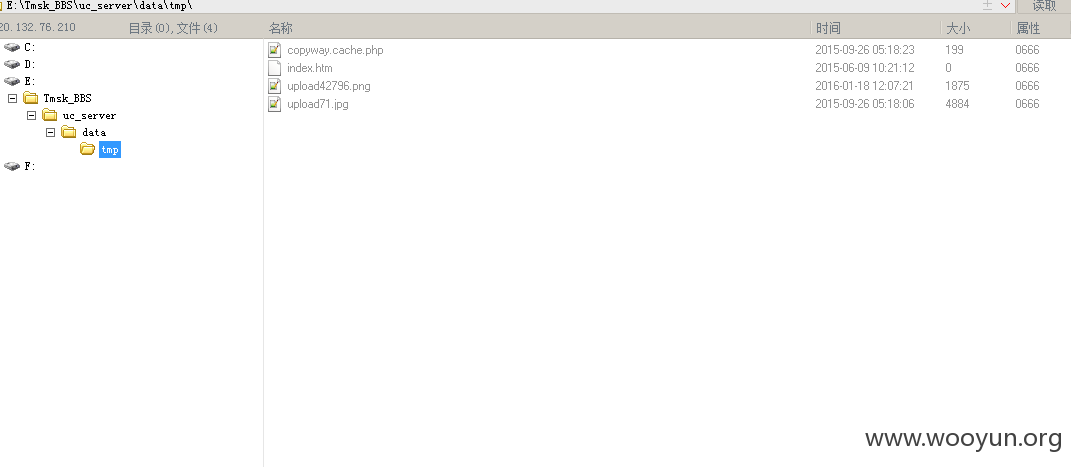 E:\Tmsk_BBS\uc_server\data\tmp\ 读取
20.132.76.210 目录(0),文件(4) 名称 时间 大小 属性
C:
D:
E:
Tmsk_BBS
uc_server
data
tmp
F:
copyway.cache.php 2015-09-26 05:18:23 199 0666
index.htm 2015-06-09 10:21:12 0 0666
upload42796.png 2016-01-18 12:07:21 1875 0666
upload71.jpg 2015-09-26 05:18:06 4884 0666
www.wooyun.org